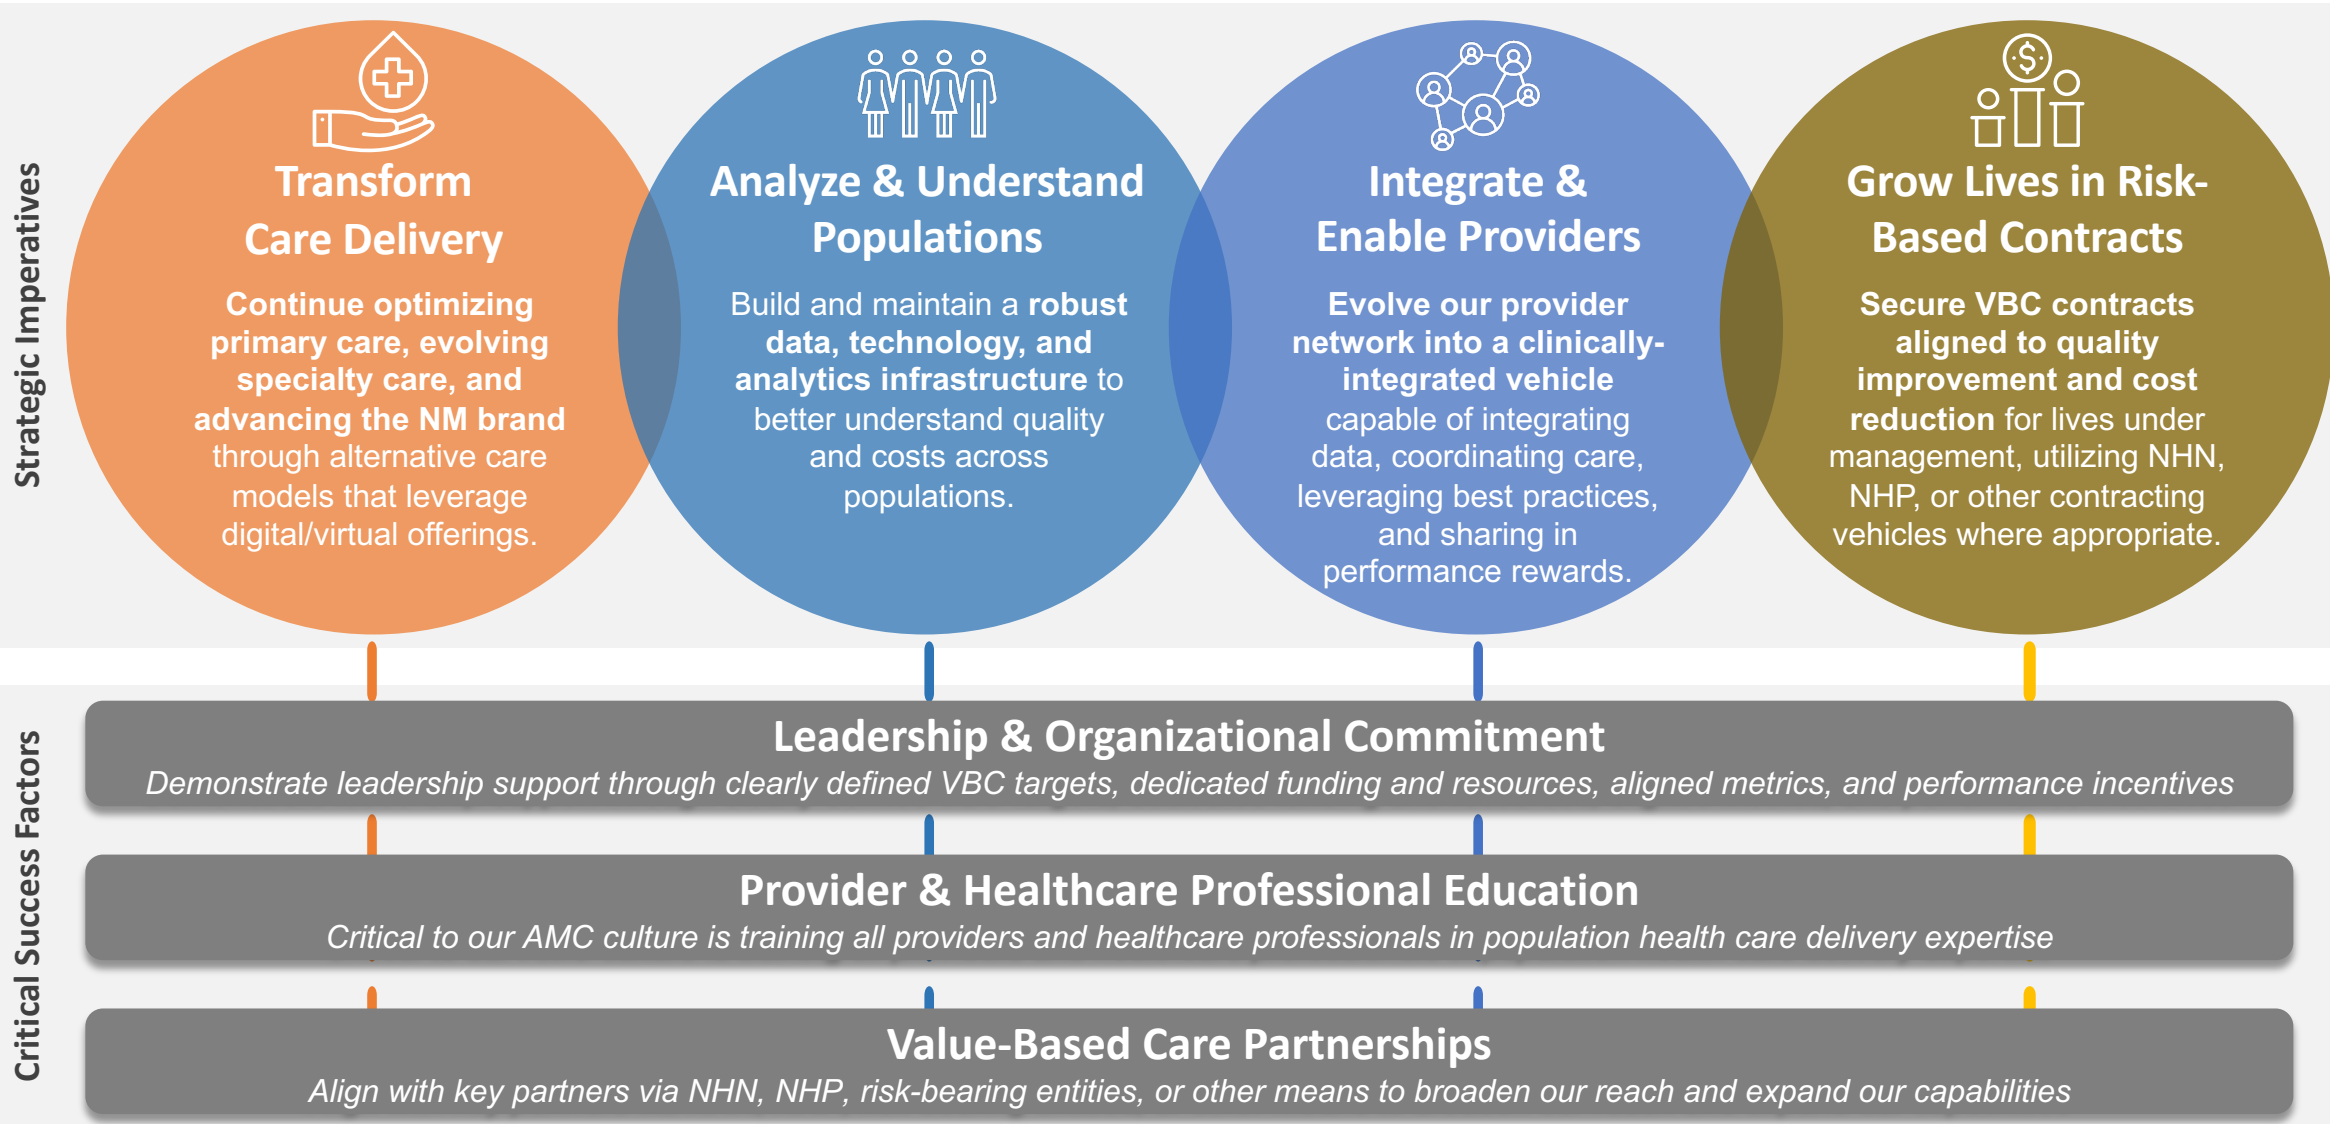 Strategic Imperatives
Transform
Care Delivery
Continue optimizing
primary care, evolving
specialty care, and
advancing the NM brand
through alternative care
models that leverage
digital/virtual offerings.
Analyze & Understand
Populations
Build and maintain a robust
data, technology, and
analytics infrastructure to
better understand quality
and costs across
populations.
Integrate &
Enable Providers
Evolve our provider
network into a clinically-
integrated vehicle
capable of integrating
data, coordinating care,
leveraging best practices,
and sharing in
performance rewards.
$
Grow Lives in Risk-
Based Contracts
Secure VBC contracts
aligned to quality
improvement and cost
reduction for lives under
management, utilizing NHN,
NHP, or other contracting
vehicles where appropriate.
Critical Success Factors
Leadership & Organizational Commitment
Demonstrate leadership support through clearly defined VBC targets, dedicated funding and resources, aligned metrics, and performance incentives
Provider & Healthcare Professional Education
Critical to our AMC culture is training all providers and healthcare professionals in population health care delivery expertise
Value-Based Care Partnerships
Align with key partners via NHN, NHP, risk-bearing entities, or other means to broaden our reach and expand our capabilities